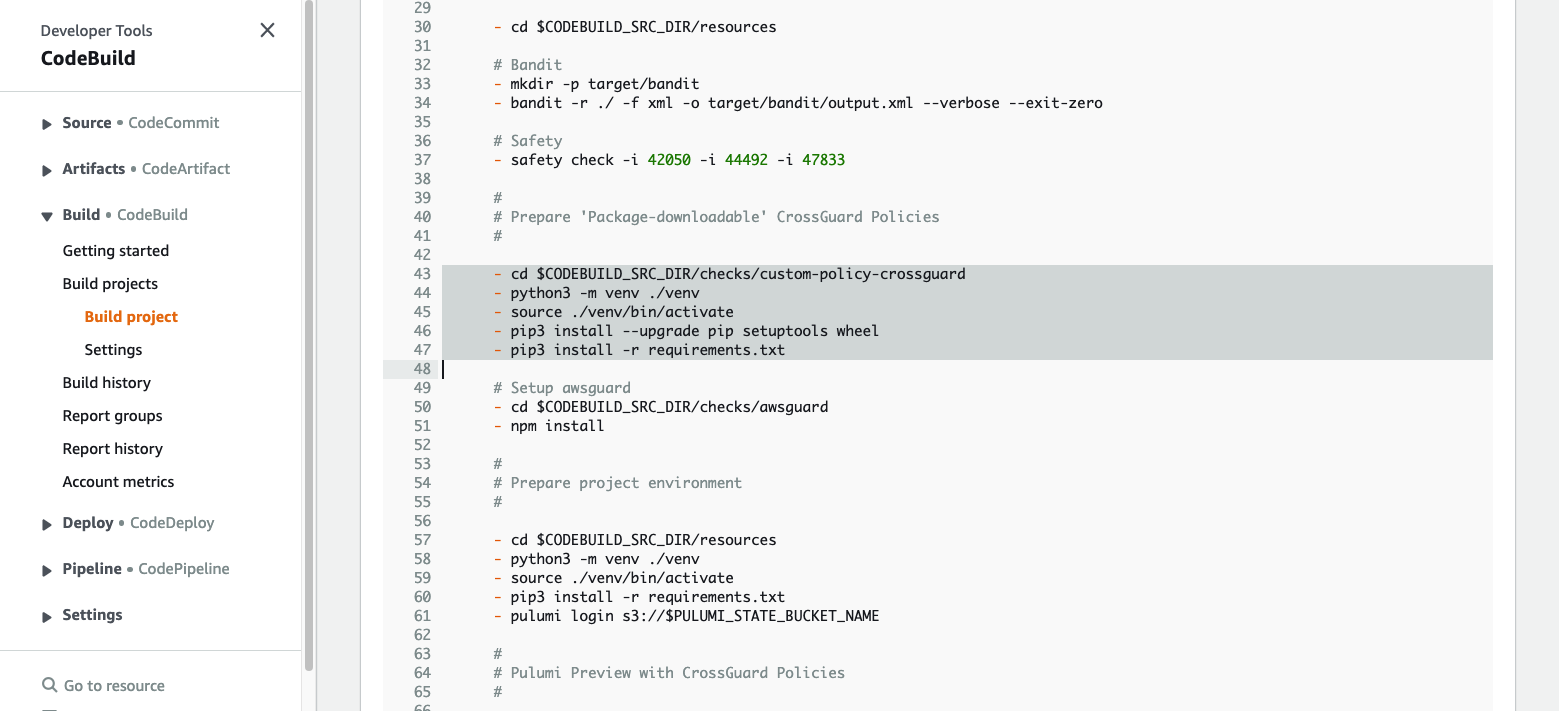 Developer Tools
CodeBuild
Source • CodeCommit
Artifacts • CodeArtifact
Build • CodeBuild
Getting started
Build projects
Build project
Settings
Build history
Report groups
Report history
Account metrics
Deploy • CodeDeploy
Pipeline • CodePipeline
Settings
Go to resource
29
30 - cd $CODEBUILD_SRC_DIR/resources
31
32 # Bandit
33 - mkdir -p target/bandit
34 - bandit -r ./ -f xml -o target/bandit/output.xml --verbose --exit-zero
35
36 # Safety
37 - safety check -i 42050 -i 44492 -i 47833
38
39 #
40 # Prepare 'Package-downloadable' CrossGuard Policies
41 #
42
43 - cd $CODEBUILD_SRC_DIR/checks/custom-policy-crossguard
44 - python3 -m venv ./venv
45 - source ./venv/bin/activate
46 - pip3 install --upgrade pip setuptools wheel
47 - pip3 install -r requirements.txt
48
49 # Setup awsguard
50 - cd $CODEBUILD_SRC_DIR/checks/awsguard
51 - npm install
52
53 #
54 # Prepare project environment
55 #
56
57 - cd $CODEBUILD_SRC_DIR/resources
58 - python3 -m venv ./venv
59 - source ./venv/bin/activate
60 - pip3 install -r requirements.txt
61 - pulumi login s3://$PULUMI_STATE_BUCKET_NAME
62
63 #
64 # Pulumi Preview with CrossGuard Policies
65 #
66